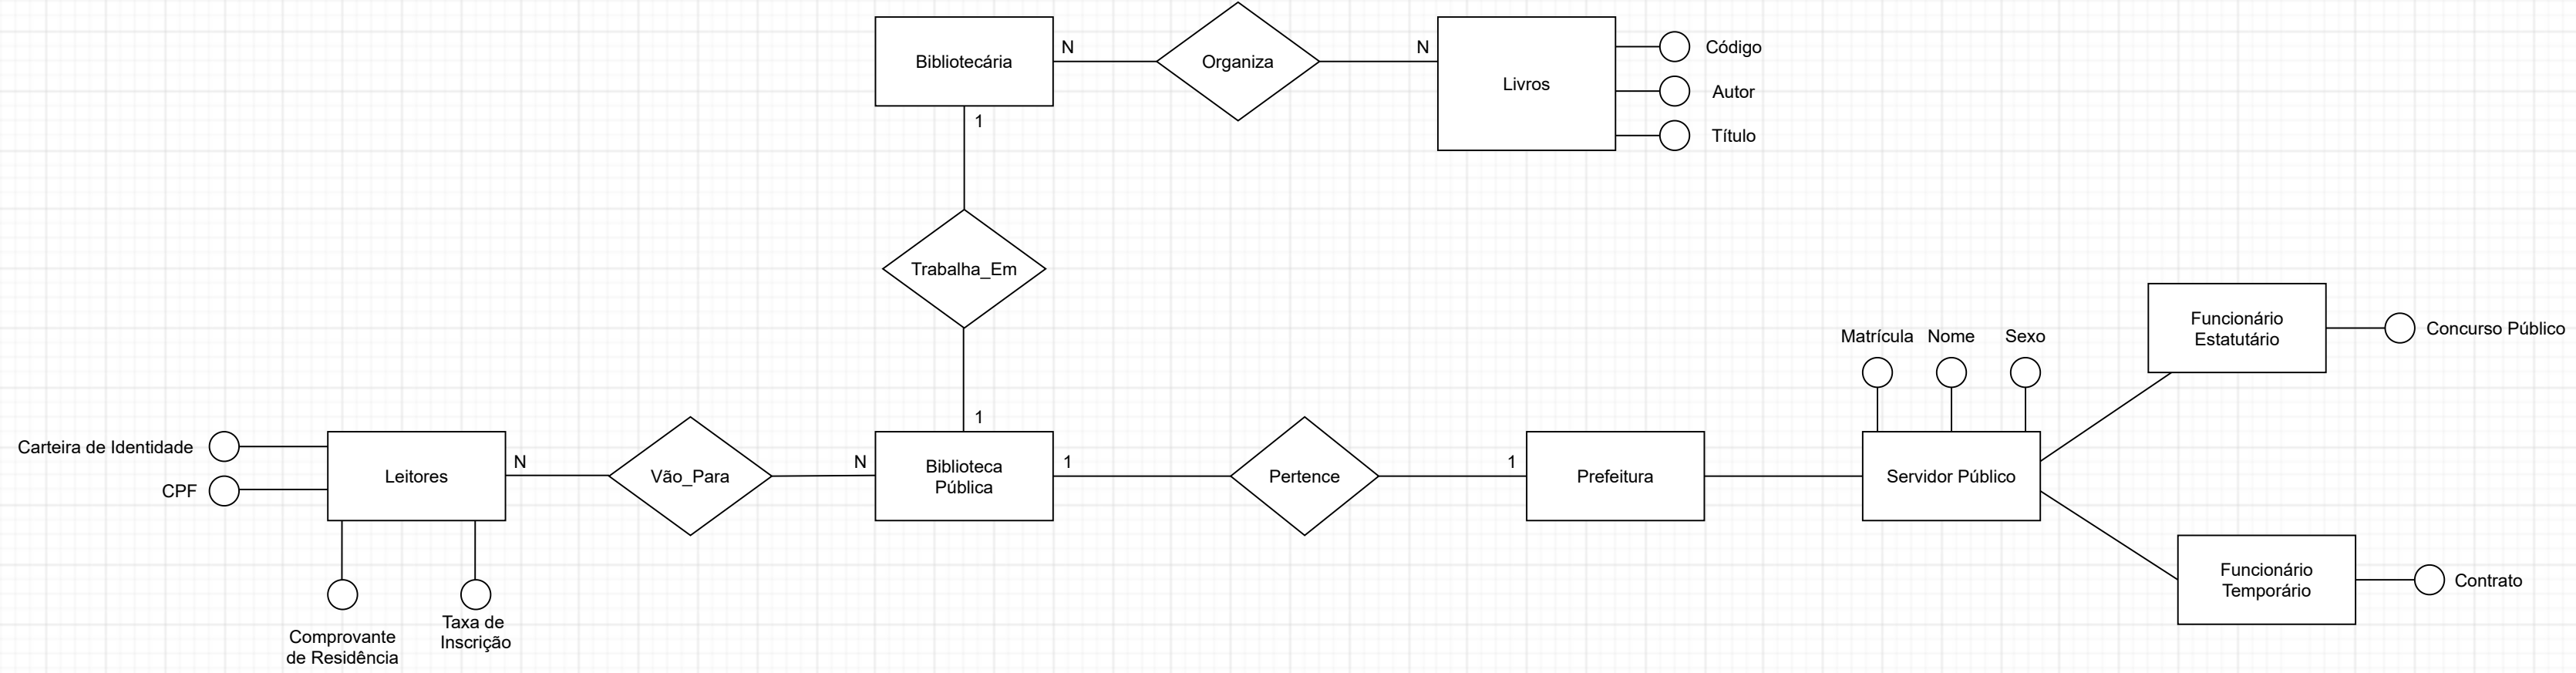 Bibliotecária
N
Organiza
N
Livros
Código
Autor
Título
1
Trabalha_Em
1
Carteira de Identidade
CPF
Leitores
N
Vão_Para
N
Biblioteca
Pública
1
Pertence
1
Prefeitura
Matrícula
Nome
Sexo
Servidor Público
Funcionário
Estatutário
Concurso Público
Funcionário
Temporário
Contrato
Comprovante
de Residência
Taxa de
Inscrição